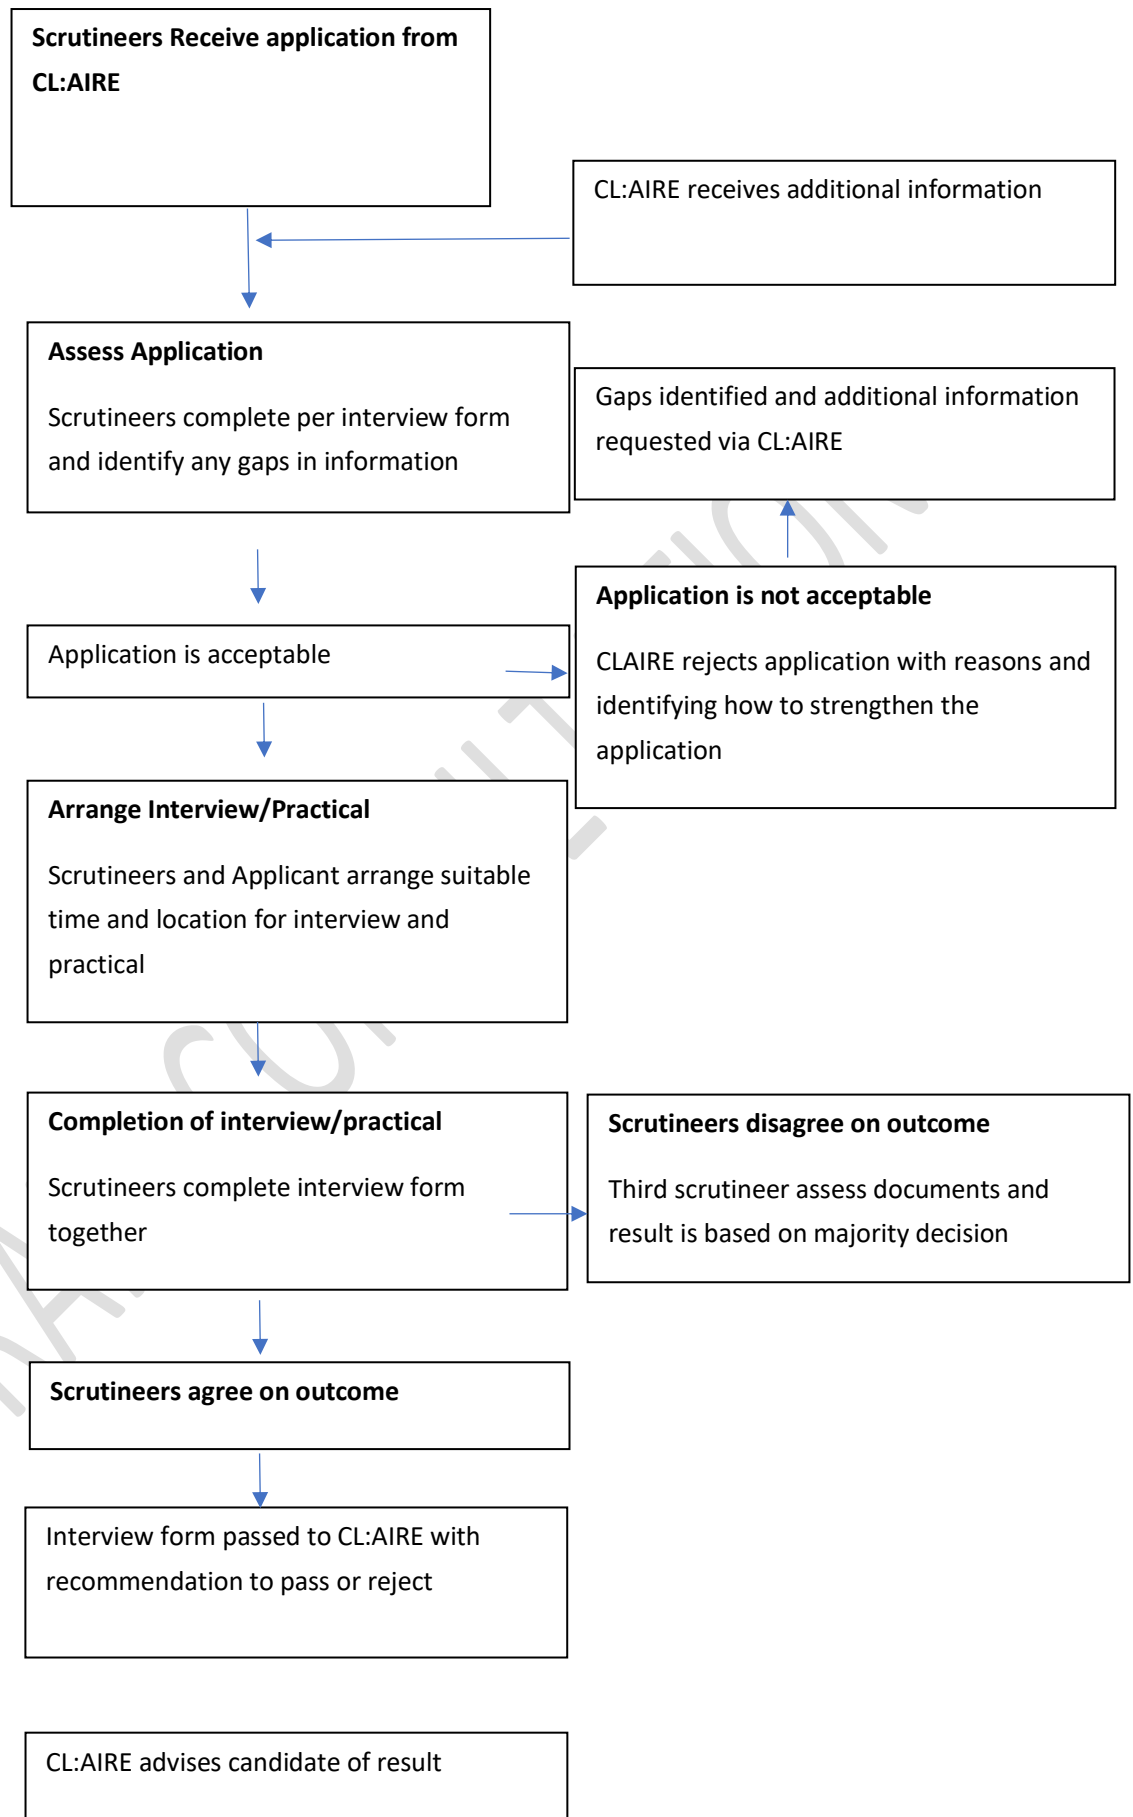 Scrutineers Receive application from
CL:AIRE
CL:AIRE receives additional information
Assess Application
Scrutineers complete per interview form
and identify any gaps in information
Gaps identified and additional information
requested via CL:AIRE
Application is acceptable
Application is not acceptable
CLAIRE rejects application with reasons and
identifying how to strengthen the
application
Arrange Interview/Practical
Scrutineers and Applicant arrange suitable
time and location for interview and
practical
Completion of interview/practical
Scrutineers complete interview form
together
Scrutineers disagree on outcome
Third scrutineer assess documents and
result is based on majority decision
Scrutineers agree on outcome
Interview form passed to CL:AIRE with
recommendation to pass or reject
CL:AIRE advises candidate of result